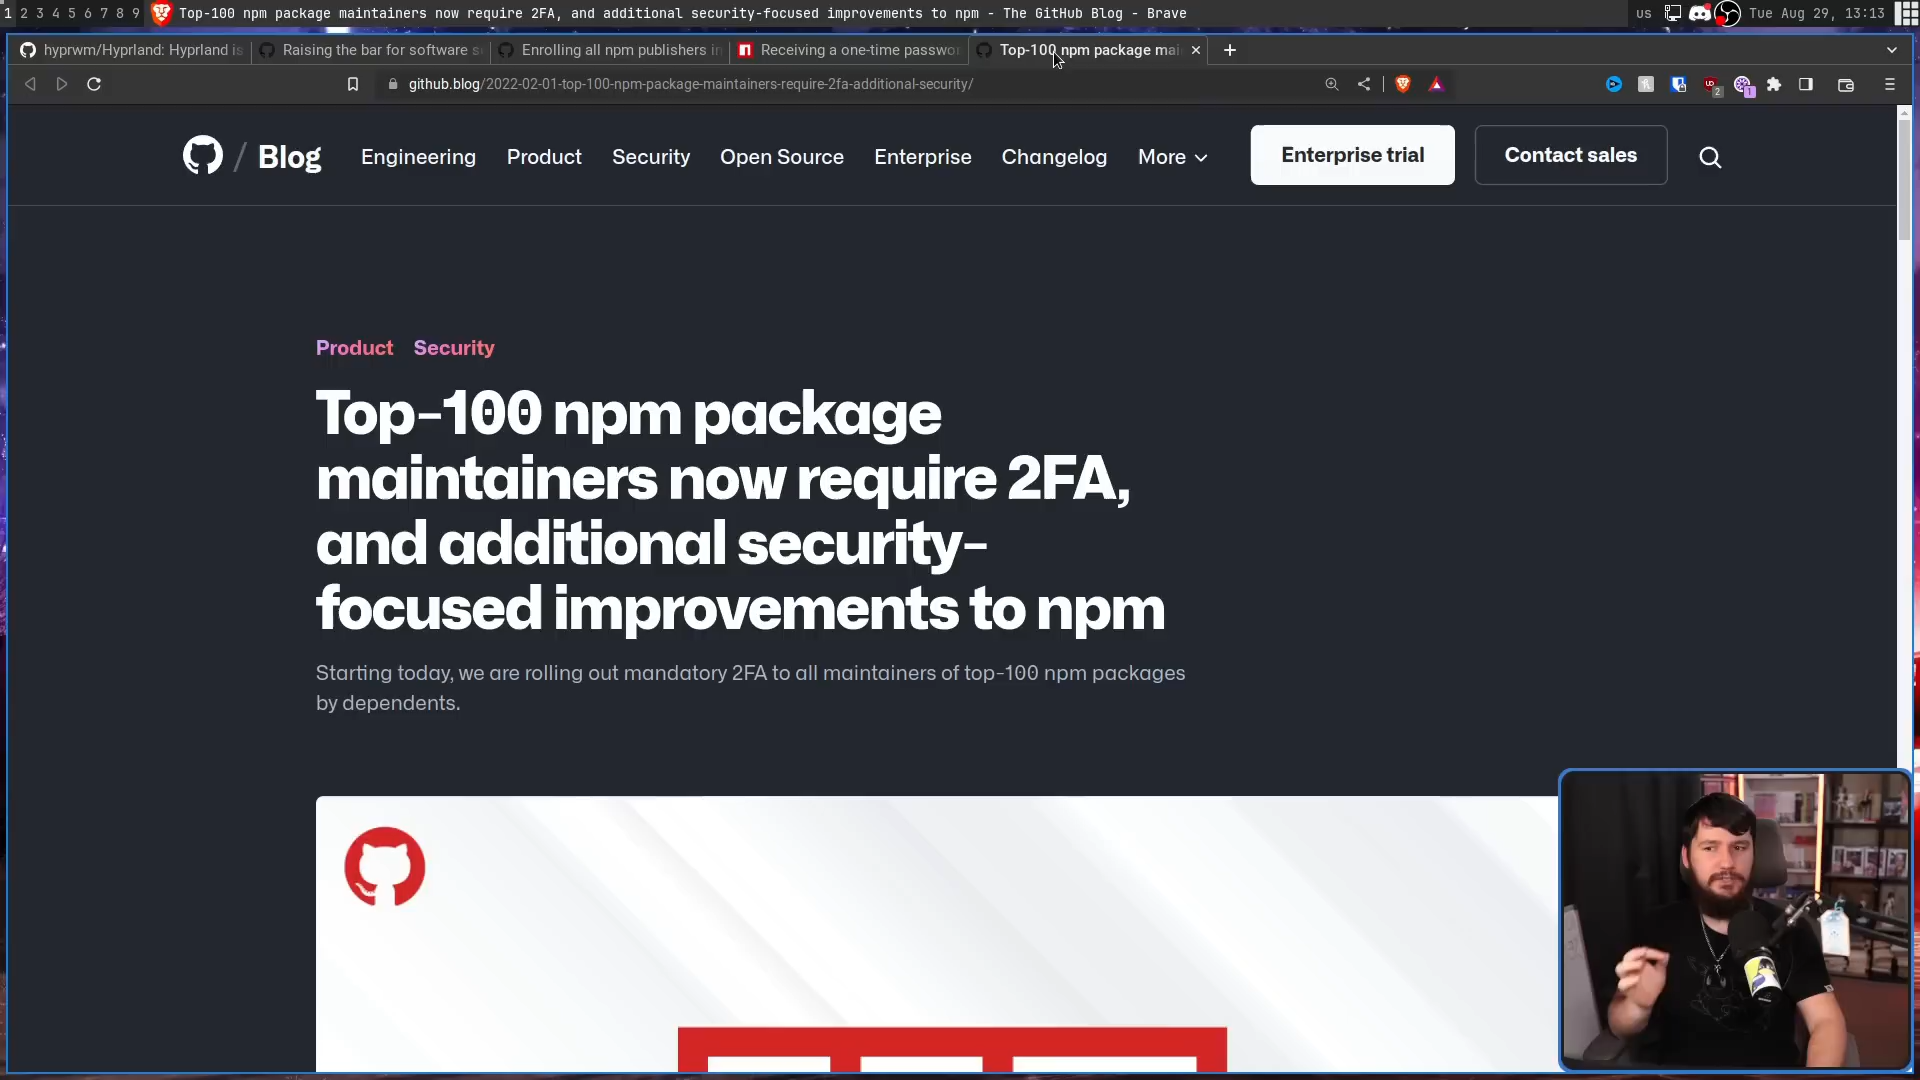 1 2 3 4 5 6 7 8 9 Top-100 npm package maintainers now require 2FA, and additional security-focused improvements to npm - The GitHub Blog - Brave us Tue Aug 29, 13:13
hyprwm/Hyprland: Hyprland is Raising the bar for software s Enrolling all npm publishers in Receiving a one-time passwo Top-100 npm package mai
github.blog/2022-02-01-top-100-npm-package-maintainers-require-2fa-additional-security/ 2 1
Blog Engineering Product Security Open Source Enterprise Changelog More Enterprise trial Contact sales
Product Security
Top-100 npm package
maintainers now require 2FA,
and additional security-
focused improvements to npm
Starting today, we are rolling out mandatory 2FA to all maintainers of top-100 npm packages
by dependents.